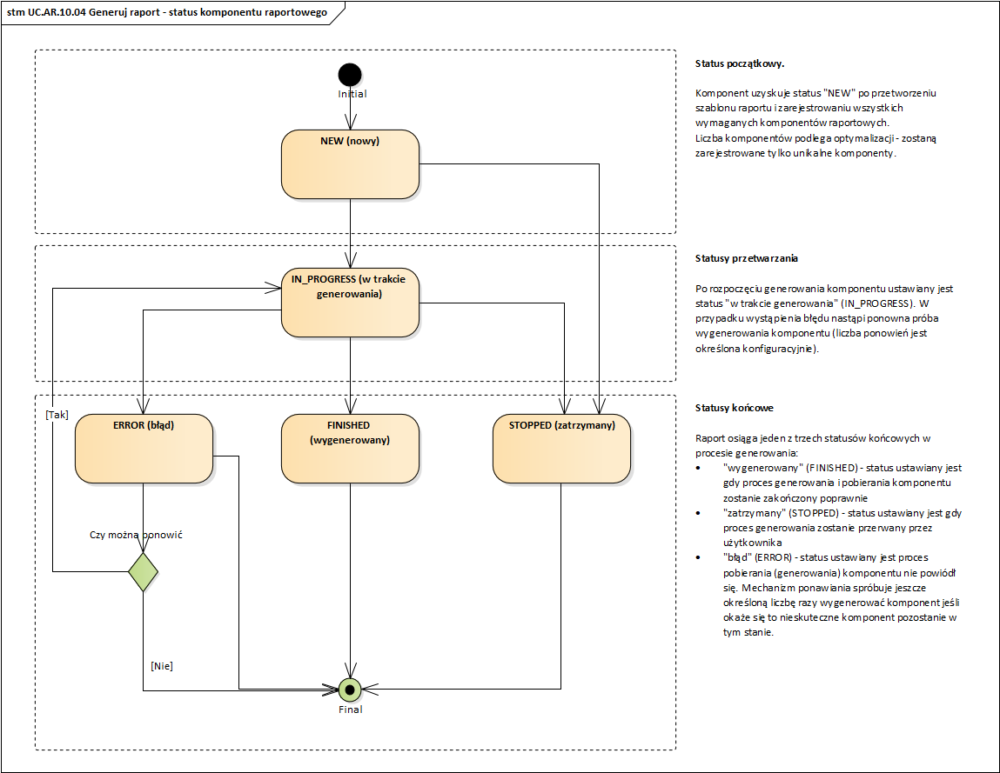 stm UC.AR.10.04 Generuj raport - status komponentu raportowego
Initial
NEW (nowy)
Status początkowy.
Komponent uzyskuje status "NEW" po przetworzeniu
szablonu raportu i zarejestrowaniu wszystkich
wymaganych komponentów raportowych.
Liczba komponentów podlega optymalizacji - zostaną
zarejestrowane tylko unikalne komponenty.
IN_PROGRESS (w trakcie
generowania)
Statusy przetwarzania
Po rozpoczęciu generowania komponentu ustawiany jest
status "w trakcie generowania" (IN_PROGRESS). W
przypadku wystąpienia błędu nastąpi ponowna próba
wygenerowania komponentu (liczba ponowień jest
określona konfiguracyjnie).
[Tak]
ERROR (błąd)
FINISHED
(wygenerowany)
STOPPED (zatrzymany)
Czy można ponowić
[Nie]
Final
Statusy końcowe
Raport osiąga jeden z trzech statusów końcowych w
procesie generowania:
• "wygenerowany" (FINISHED) - status ustawiany jest
gdy proces generowania i pobierania komponentu
zostanie zakończony poprawnie
• "zatrzymany" (STOPPED) - status ustawiany jest gdy
proces generowania zostanie przerwany przez
użytkownika
• "błąd" (ERROR) - status ustawiany jest proces
pobierania (generowania) komponentu nie powiódł
się. Mechanizm ponawiania spróbuje jeszcze
określoną liczbę razy wygenerować komponent jeśli
okaże się to nieskuteczne komponent pozostanie w
tym stanie.